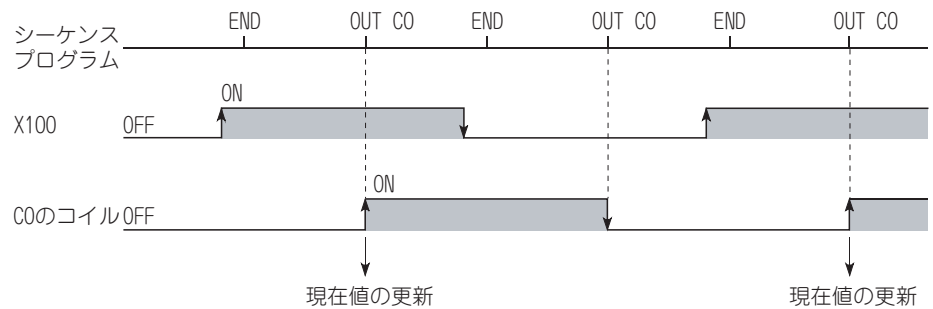 END OUT C0 END OUT C0 END OUT C0
シーケンス
プログラム
ON
X100 OFF
ON
C0のコイル OFF
現在値の更新 現在値の更新